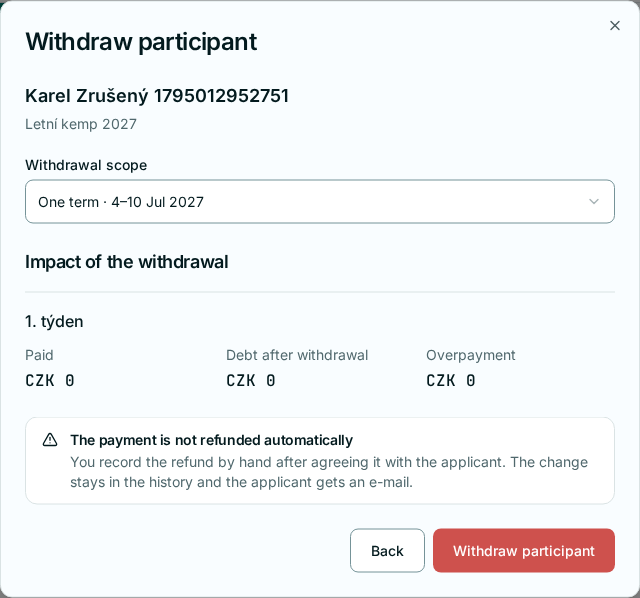 Withdraw participant
Karel Zrušený 1795012952751
Letní kemp 2027
Withdrawal scope
One term · 4–10 Jul 2027
Impact of the withdrawal
1. týden
Paid Debt after withdrawal Overpayment
CZK 0 CZK 0 CZK 0
The payment is not refunded automatically
You record the refund by hand after agreeing it with the applicant. The change
stays in the history and the applicant gets an e-mail.
Back Withdraw participant